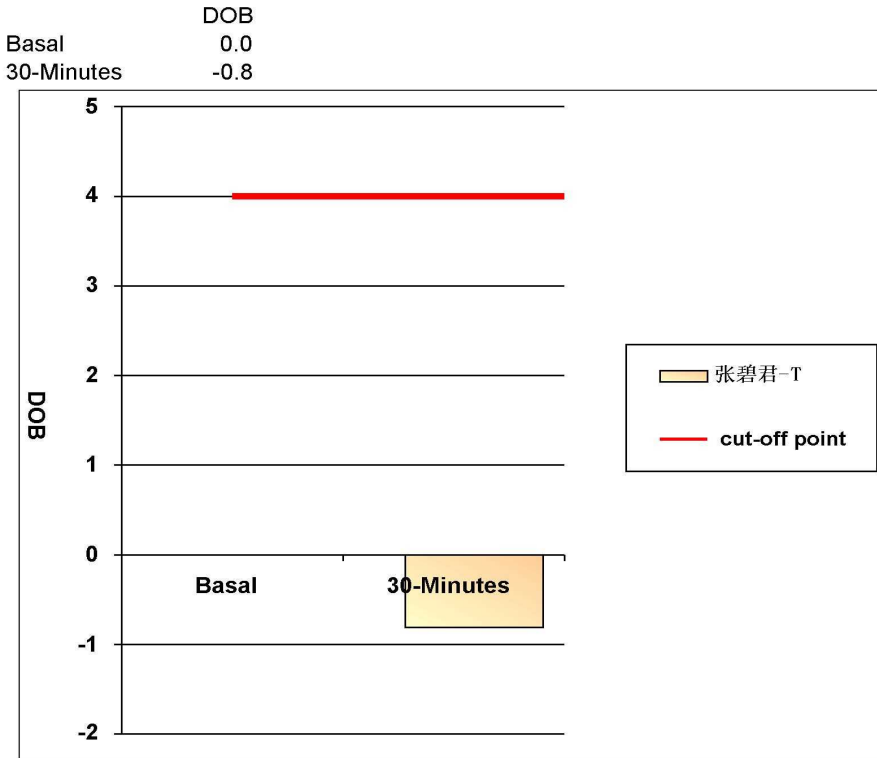 DOB
Basal 0.0
30-Minutes -0.8
5
4
3
2
1
0
-1
-2
DOB
Basal 30-Minutes
张碧君-T
cut-off point